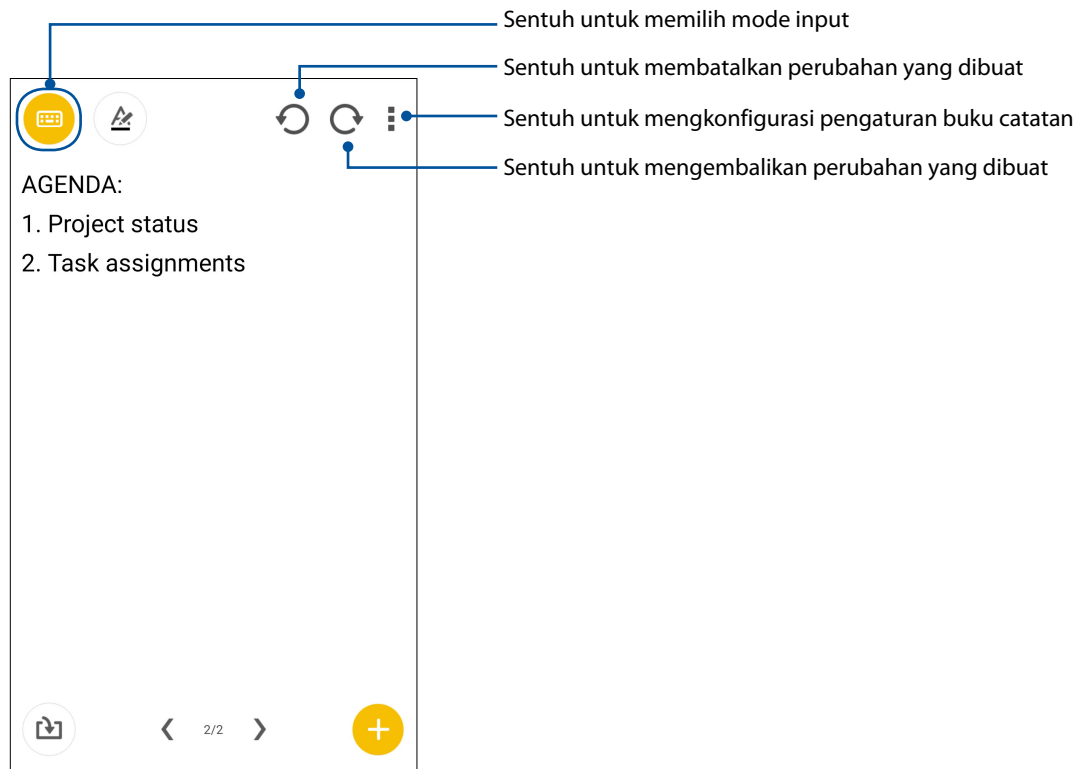 Sentuh untuk memilih mode input
Sentuh untuk membatalkan perubahan yang dibuat
Sentuh untuk mengkonfigurasi pengaturan buku catatan
Sentuh untuk mengembalikan perubahan yang dibuat
AGENDA:
1. Project status
2. Task assignments
2/2